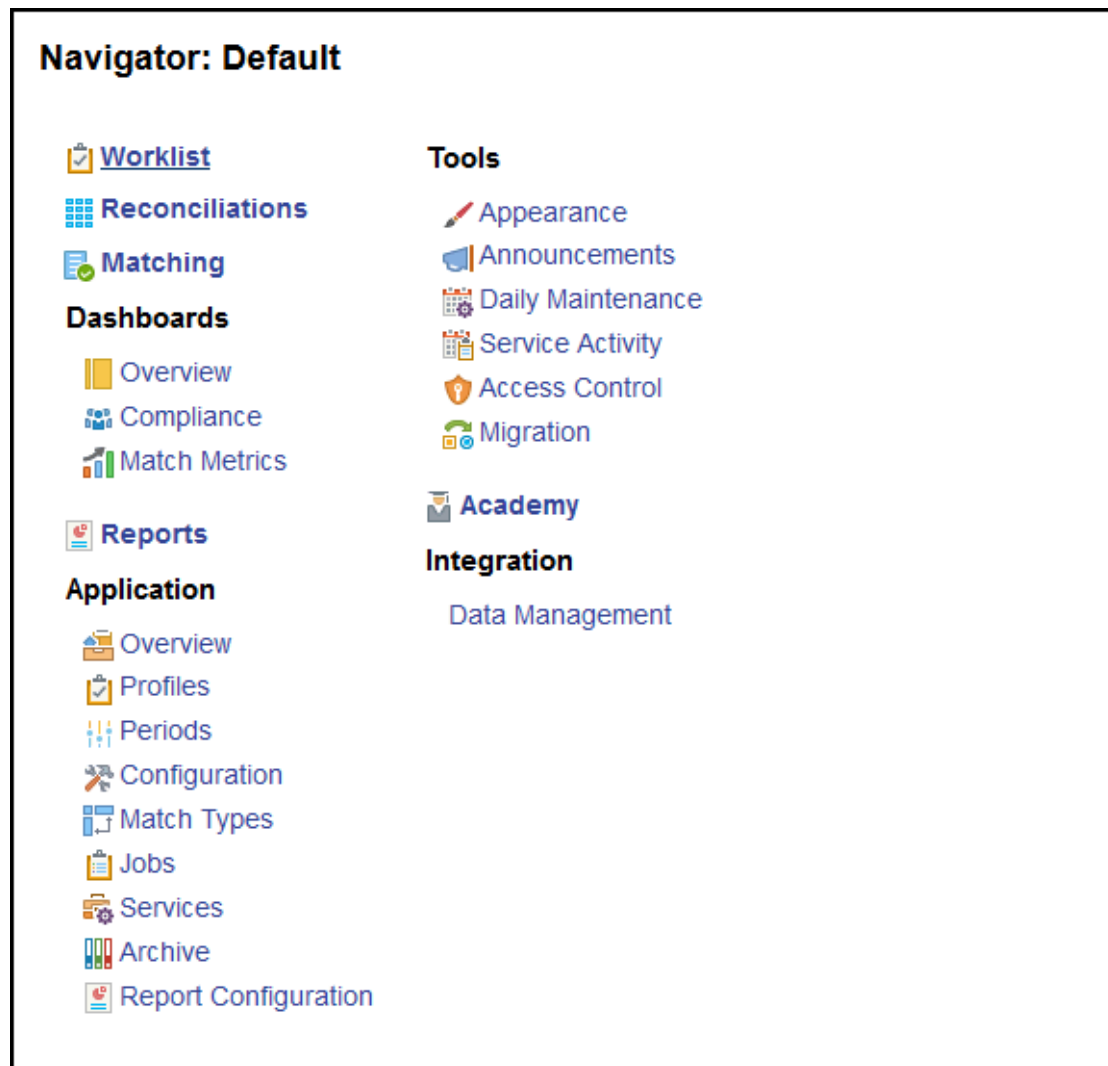 Navigator: Default
Worklist
Reconciliations
Matching
Dashboards
Overview
Compliance
Match Metrics
Reports
Application
Overview
Profiles
Periods
Configuration
Match Types
Jobs
Services
Archive
Report Configuration
Tools
Appearance
Announcements
Daily Maintenance
Service Activity
Access Control
Migration
Academy
Integration
Data Management